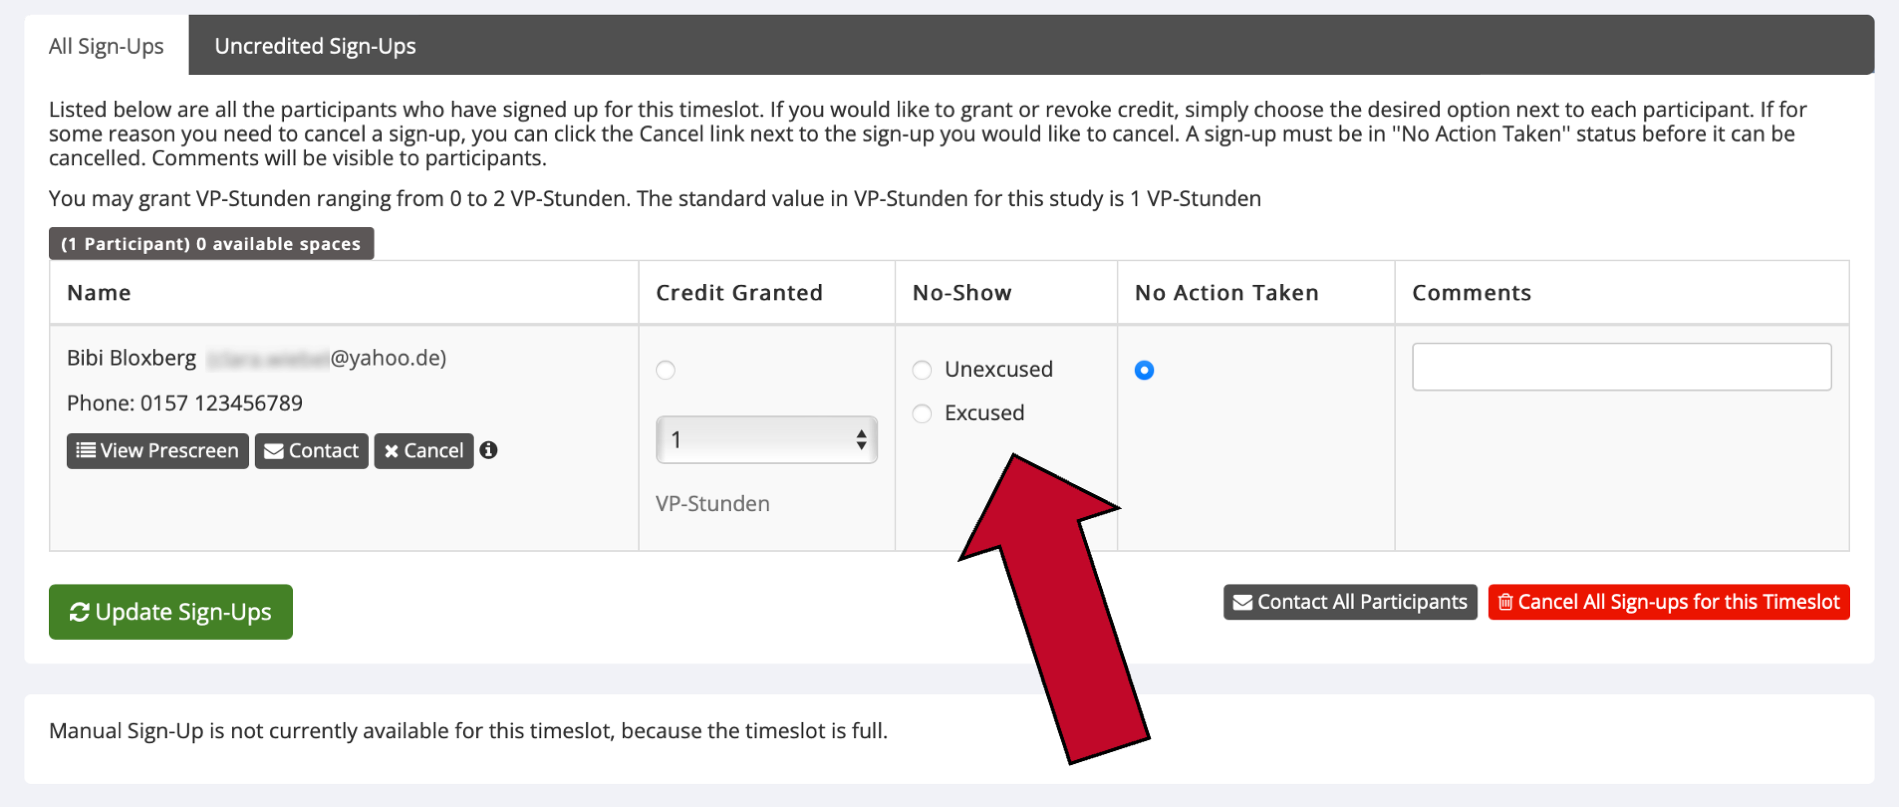 All Sign-Ups
Uncredited Sign-Ups
Listed below are all the participants who have signed up for this timeslot. If you would like to grant or revoke credit, simply choose the desired option next to each participant. If for
some reason you need to cancel a sign-up, you can click the Cancel link next to the sign-up you would like to cancel. A sign-up must be in "No Action Taken" status before it can be
cancelled. Comments will be visible to participants.
You may grant VP-Stunden ranging from 0 to 2 VP-Stunden. The standard value in VP-Stunden for this study is 1 VP-Stunden
(1 Participant) 0 available spaces
Name
Credit Granted
No-Show
No Action Taken
Comments
Bibi Bloxberg @yahoo.de)
Phone: 0157 123456789
View Prescreen
Contact
Cancel
1
VP-Stunden
Unexcused
Excused
Update Sign-Ups
Contact All Participants
Cancel All Sign-ups for this Timeslot
Manual Sign-Up is not currently available for this timeslot, because the timeslot is full.